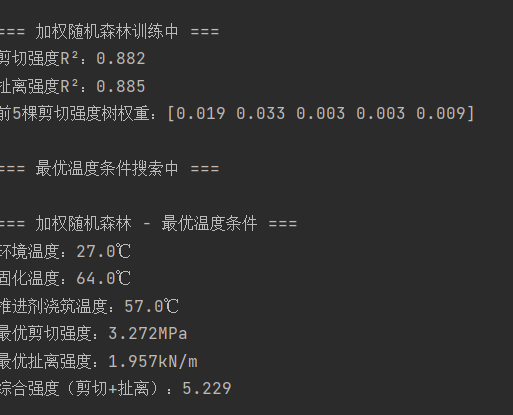 === 加权随机森林训练中 ===
剪切强度R²：0.882
扯离强度R²：0.885
前5棵剪切强度树权重：[0.019 0.033 0.003 0.003 0.009]
=== 最优温度条件搜索中 ===
=== 加权随机森林 - 最优温度条件 ===
环境温度：27.0℃
固化温度：64.0℃
推进剂浇筑温度：57.0℃
最优剪切强度：3.272MPa
最优扯离强度：1.957kN/m
综合强度（剪切+扯离）：5.229